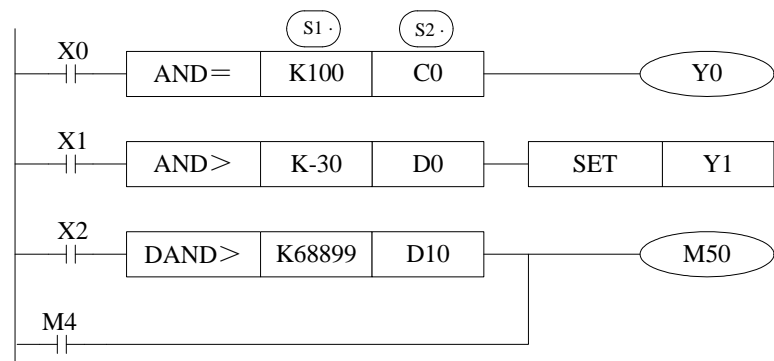 S1 · S2 ·
X0 AND= K100 C0 Y0
X1 AND> K-30 D0 SET Y1
X2 DAND> K68899 D10 M50
M4